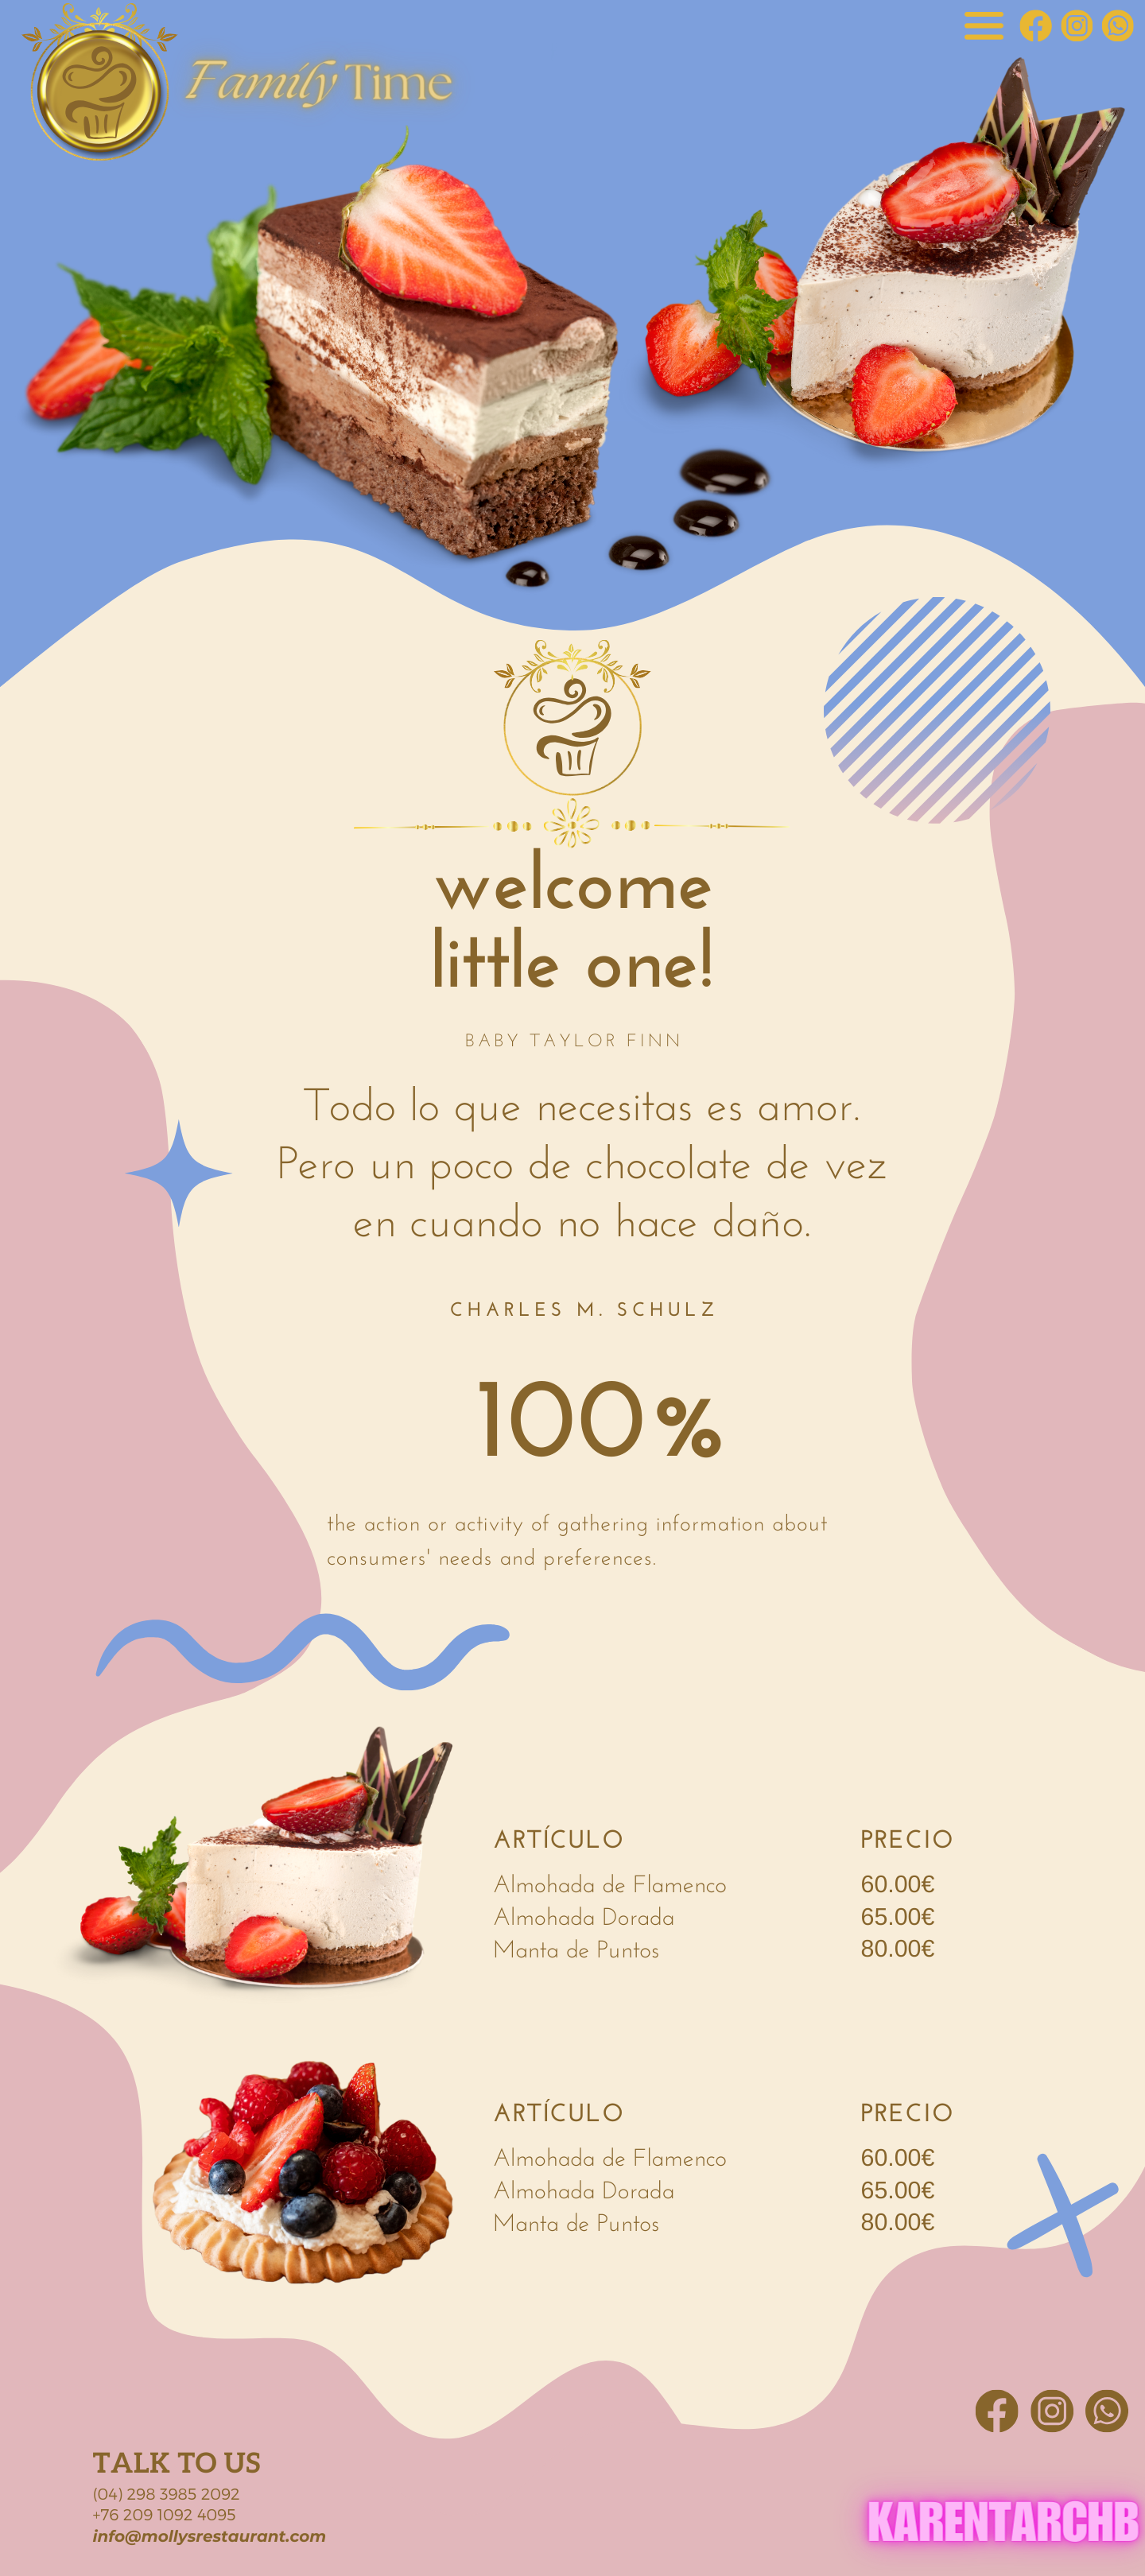 Family Time
welcome
little one!
BABY TAYLOR FINN
Todo lo que necesitas es amor.
Pero un poco de chocolate de vez
en cuando no hace daño.
CHARLES M. SCHULZ
100%
the action or activity of gathering information about
consumers' needs and preferences.
ARTÍCULO PRECIO
Almohada de Flamenco 60.00€
Almohada Dorada 65.00€
Manta de Puntos 80.00€
ARTÍCULO PRECIO
Almohada de Flamenco 60.00€
Almohada Dorada 65.00€
Manta de Puntos 80.00€
TALK TO US
(04) 298 3985 2092
+76 209 1092 4095
info@mollysrestaurant.com
KARENTARCHB